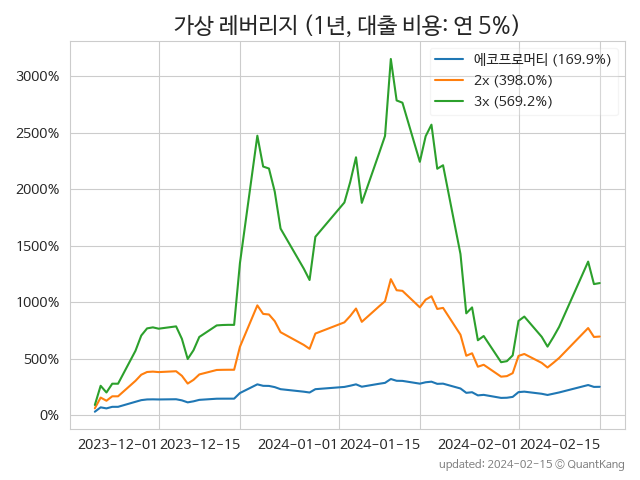 가상 레버리지 (1년, 대출 비용: 연 5%)
에코프로머티 (169.9%)
2x (398.0%)
3x (569.2%)
3000%
2500%
2000%
1500%
1000%
500%
0%
2023-12-01 2023-12-15 2024-01-01 2024-01-15 2024-02-01 2024-02-15
updated: 2024-02-15 © QuantKang